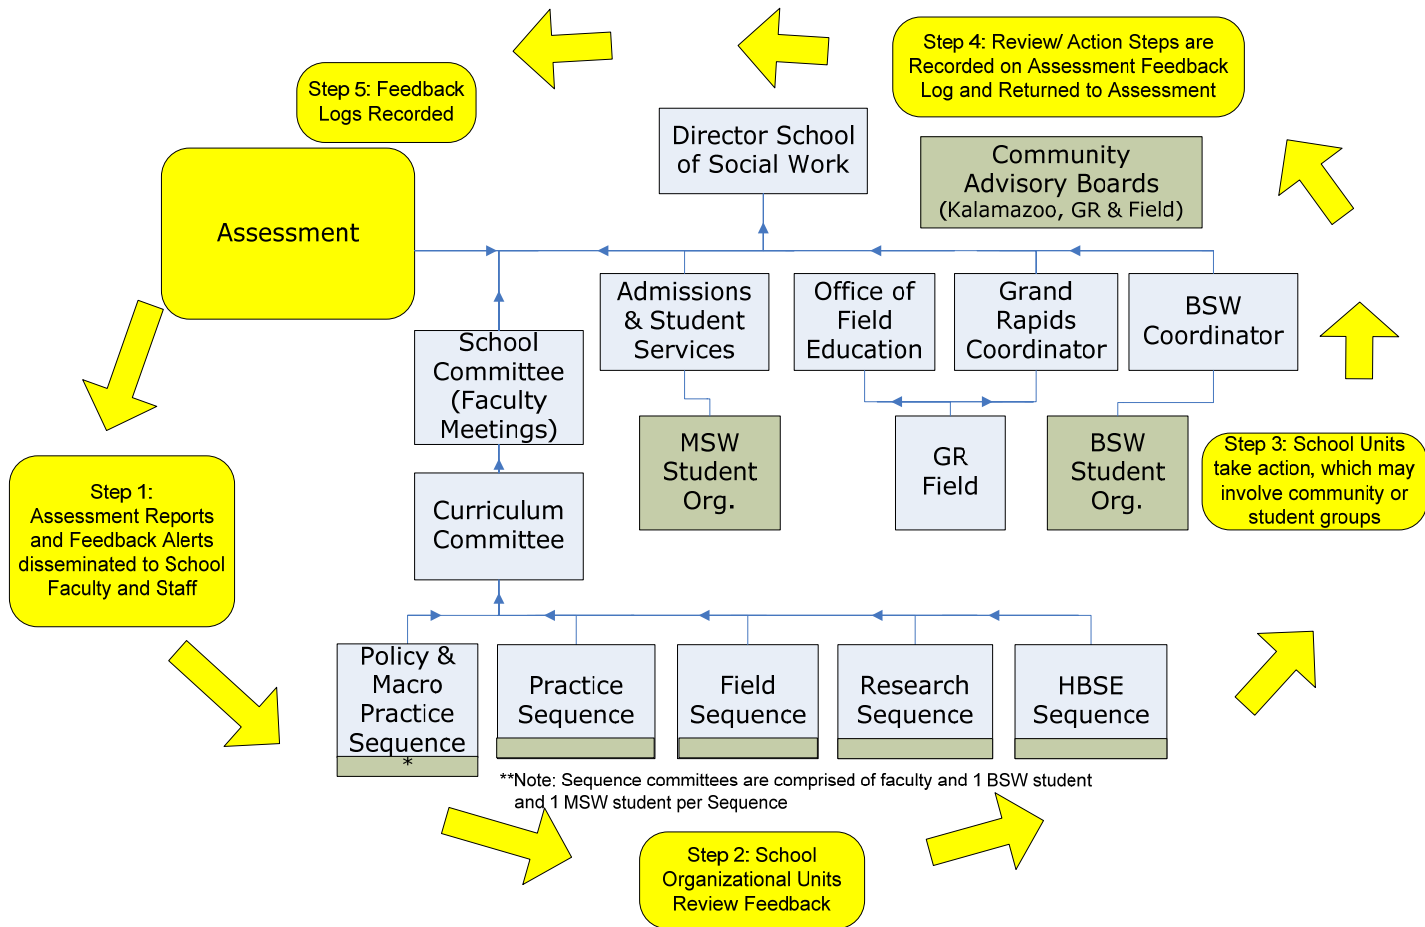 Step 4: Review/ Action Steps are
Recorded on Assessment Feedback
Log and Returned to Assessment
Step 5: Feedback
Logs Recorded
Director School
of Social Work
Community
Advisory Boards
(Kalamazoo, GR & Field)
Assessment
Admissions
& Student
Services
Office of
Field
Education
Grand
Rapids
Coordinator
BSW
Coordinator
School
Committee
(Faculty
Meetings)
MSW
Student
Org.
GR
Field
BSW
Student
Org.
Step 3: School Units
take action, which may
involve community or
student groups
Step 1:
Assessment Reports
and Feedback Alerts
disseminated to School
Faculty and Staff
Curriculum
Committee
Policy &
Macro
Practice
Sequence
*
Practice
Sequence
Field
Sequence
Research
Sequence
HBSE
Sequence
**Note: Sequence committees are comprised of faculty and 1 BSW student
and 1 MSW student per Sequence
Step 2: School
Organizational Units
Review Feedback